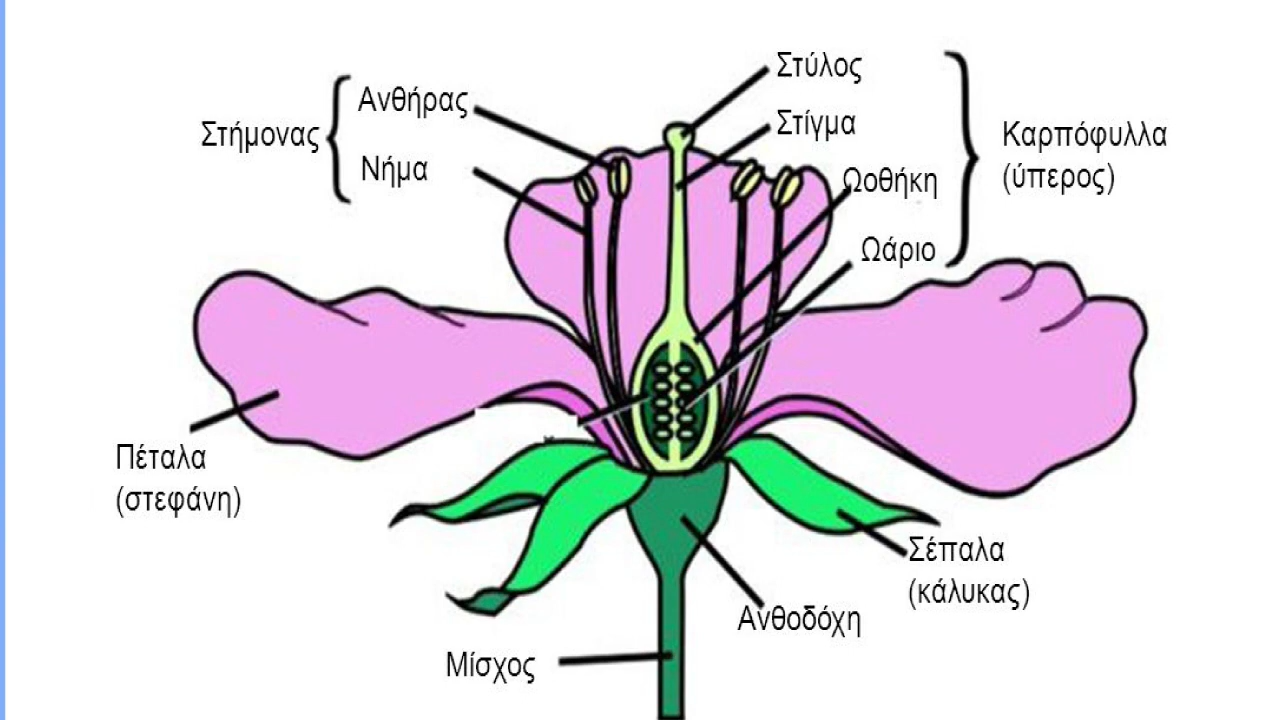 Στύλος
Ανθήρας
Στίγμα
Στήμονας
Καρπόφυλλα
(ύπερος)
Νήμα
Ωοθήκη
Ωάριο
Πέταλα
(στεφάνη)
Σέπαλα
(κάλυκας)
Ανθοδόχη
Μίσχος